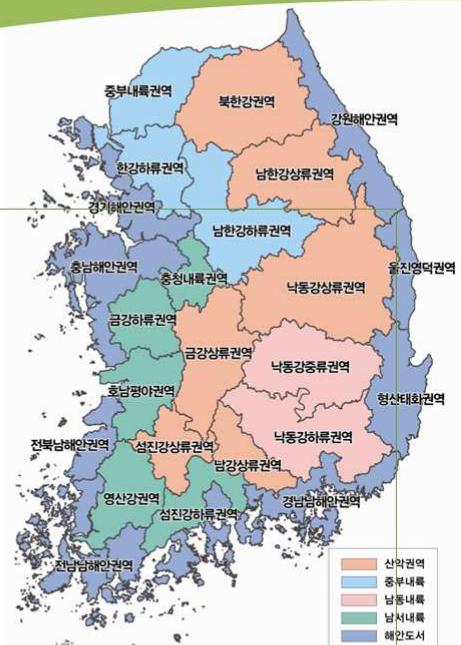 중부내륙권역
북한강권역
강원해안권역
한강하류권역
남한강상류권역
경기해안권역
남한강하류권역
충남해안권역
충청내륙권역
울진영덕권역
낙동강상류권역
금강하류권역
금강상류권역
낙동강중류권역
호남평야권역
형산태화권역
전북남해안권역
섬진강상류권역
낙동강하류권역
남강상류권역
영산강권역
섬진강하류권역
경남남해안권역
전남남해안권역
산악권역
중부내륙
남동내륙
남서내륙
해안도서